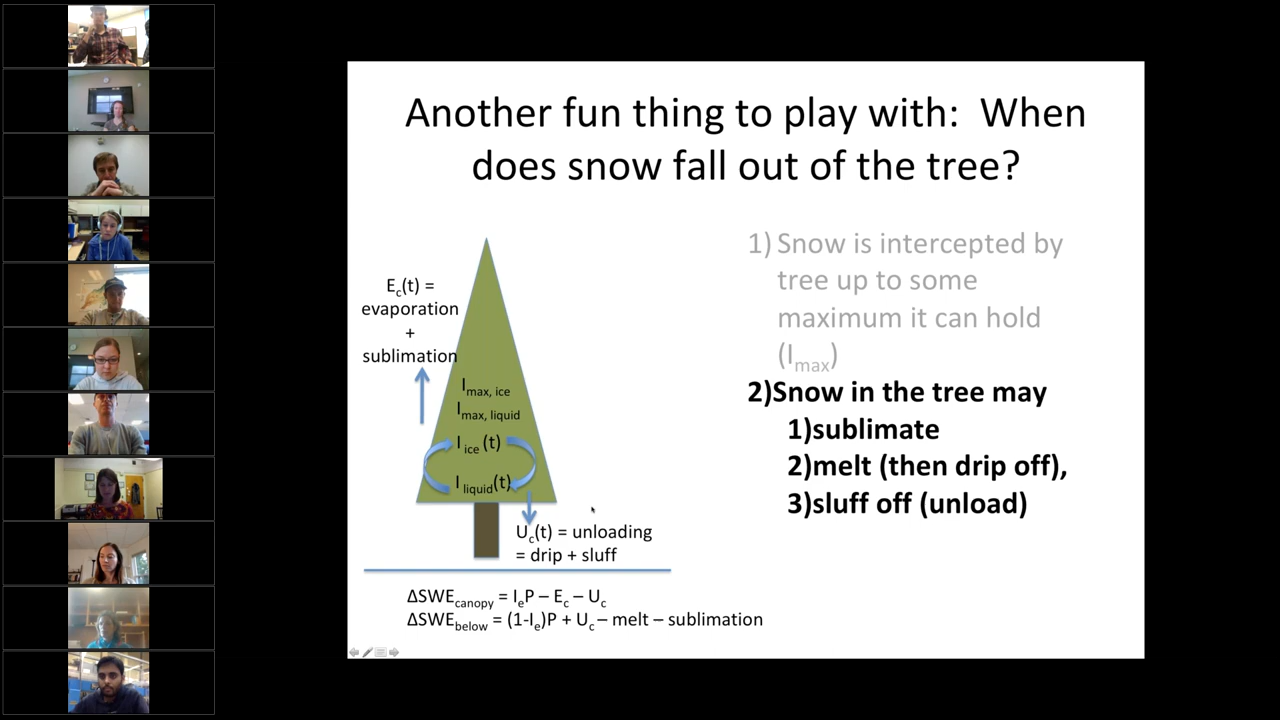 Another fun thing to play with:  When
does snow fall out of the tree?
E_c(t) =
evaporation
+
sublimation
I_max, ice
I_max, liquid
I_ice (t)
I_liquid(t)
U_c(t) = unloading
= drip + sluff
ΔSWE_canopy = I_eP – E_c – U_c
ΔSWE_below = (1-I_e)P + U_c – melt – sublimation
1) Snow is intercepted by
tree up to some
maximum it can hold
(I_max)
2)Snow in the tree may
1)sublimate
2)melt (then drip off),
3)sluff off (unload)